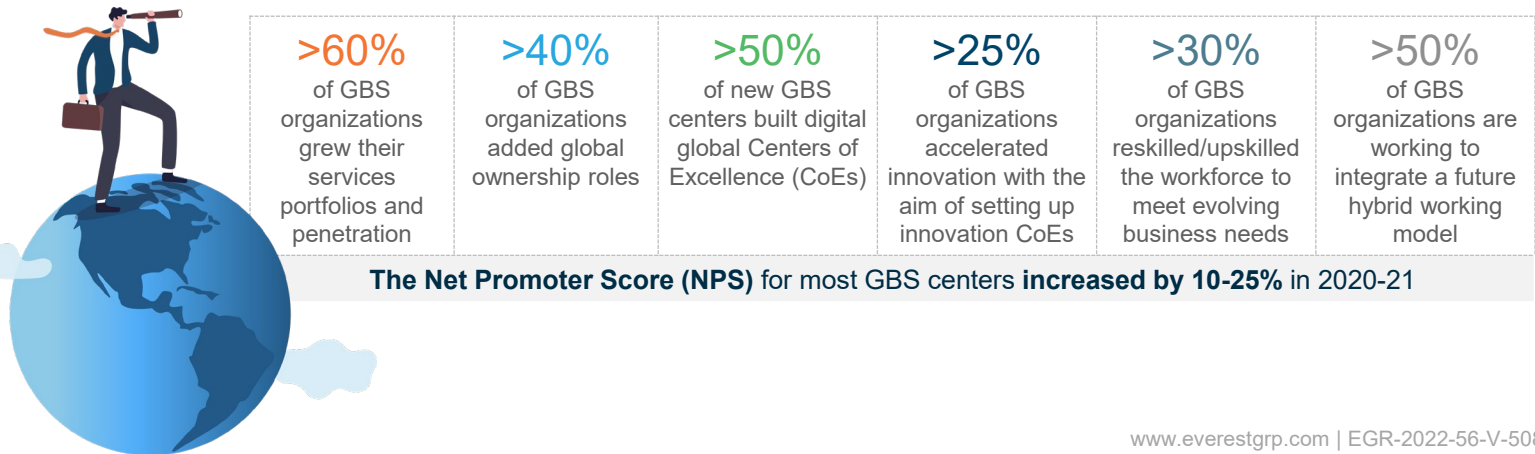 >60%
of GBS
organizations
grew their
services
portfolios and
penetration
>40%
of GBS
organizations
added global
ownership roles
>50%
of new GBS
centers built digital
global Centers of
Excellence (CoEs)
>25%
of GBS
organizations
accelerated
innovation with the
aim of setting up
innovation CoEs
>30%
of GBS
organizations
reskilled/upskilled
the workforce to
meet evolving
business needs
>50%
of GBS
organizations are
working to
integrate a future
hybrid working
model
The Net Promoter Score (NPS) for most GBS centers increased by 10-25% in 2020-21
www.everestgrp.com | EGR-2022-56-V-508